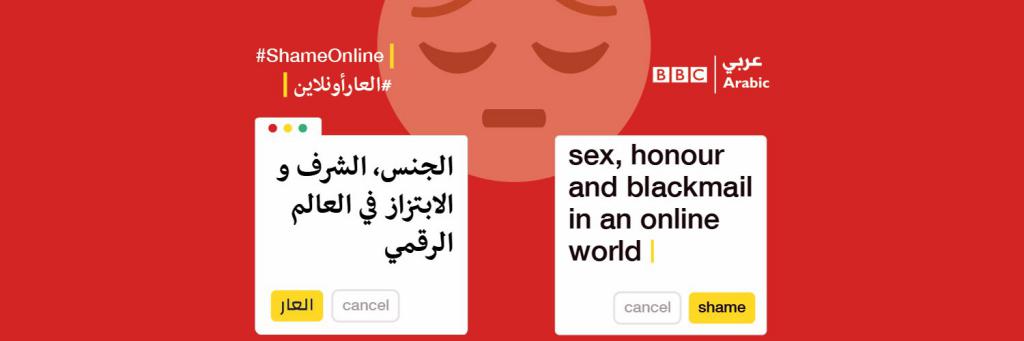 #ShameOnline
#العارأونلاين
BBC
عربي
Arabic
الجنس، الشرف و
الابتزاز في العالم
الرقمي
العار
cancel
sex, honour
and blackmail
in an online
world
cancel
shame